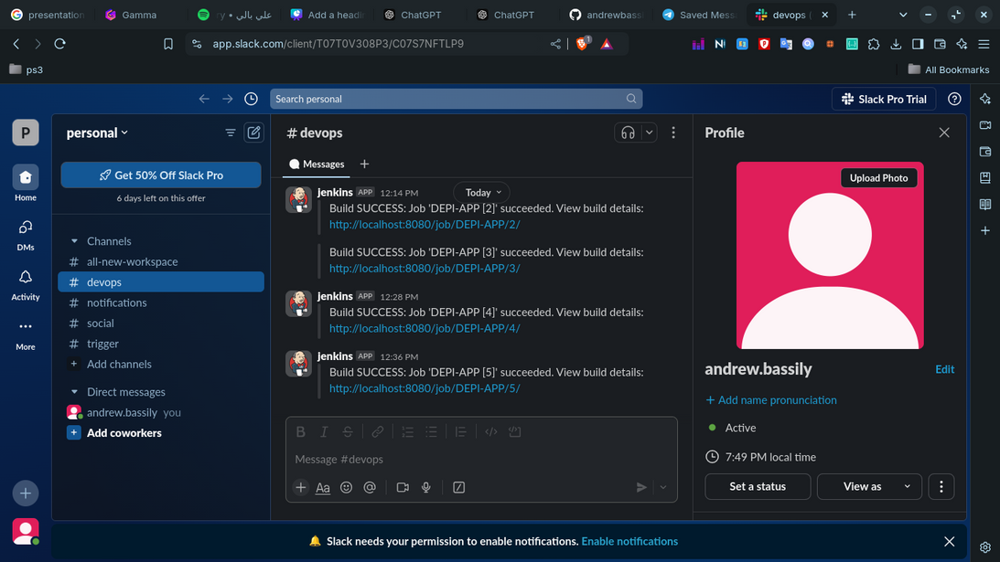 presentation
Gamma
علي بالي • ry
Add a headi
ChatGPT
ChatGPT
andrewbass
Saved Mess
devops (
app.slack.com/client/T07T0V308P3/C07S7NFTLP9
1
ps3
All Bookmarks
Search personal
Slack Pro Trial
P
Home
DMs
Activity
More
personal
Get 50% Off Slack Pro
6 days left on this offer
Channels
# all-new-workspace
# devops
# notifications
# social
# trigger
+ Add channels
Direct messages
andrew.bassily you
+ Add coworkers
# devops
Messages
Today
jenkins APP 12:14 PM
Build SUCCESS: Job 'DEPI-APP [2]' succeeded. View build details:
http://localhost:8080/job/DEPI-APP/2/
Build SUCCESS: Job 'DEPI-APP [3]' succeeded. View build details:
http://localhost:8080/job/DEPI-APP/3/
jenkins APP 12:28 PM
Build SUCCESS: Job 'DEPI-APP [4]' succeeded. View build details:
http://localhost:8080/job/DEPI-APP/4/
jenkins APP 12:36 PM
Build SUCCESS: Job 'DEPI-APP [5]' succeeded. View build details:
http://localhost:8080/job/DEPI-APP/5/
Message #devops
Aa
Profile
Upload Photo
andrew.bassily
Edit
+ Add name pronunciation
Active
7:49 PM local time
Set a status
View as
Slack needs your permission to enable notifications. Enable notifications